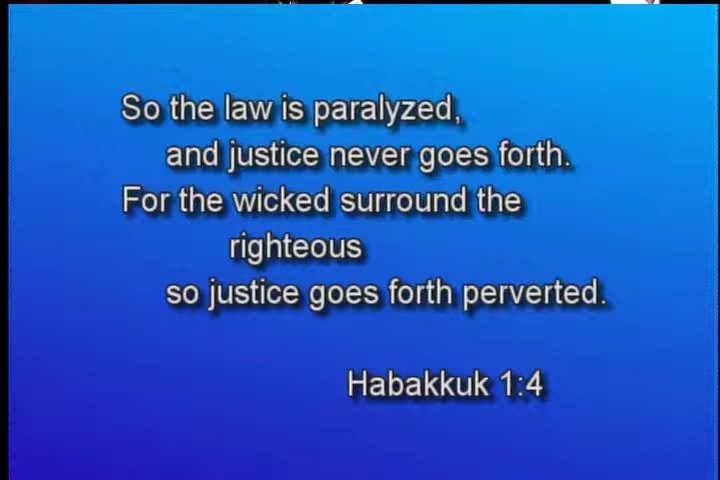 So the law is paralyzed,
and justice never goes forth.
For the wicked surround the
righteous
so justice goes forth perverted.
Habakkuk 1:4